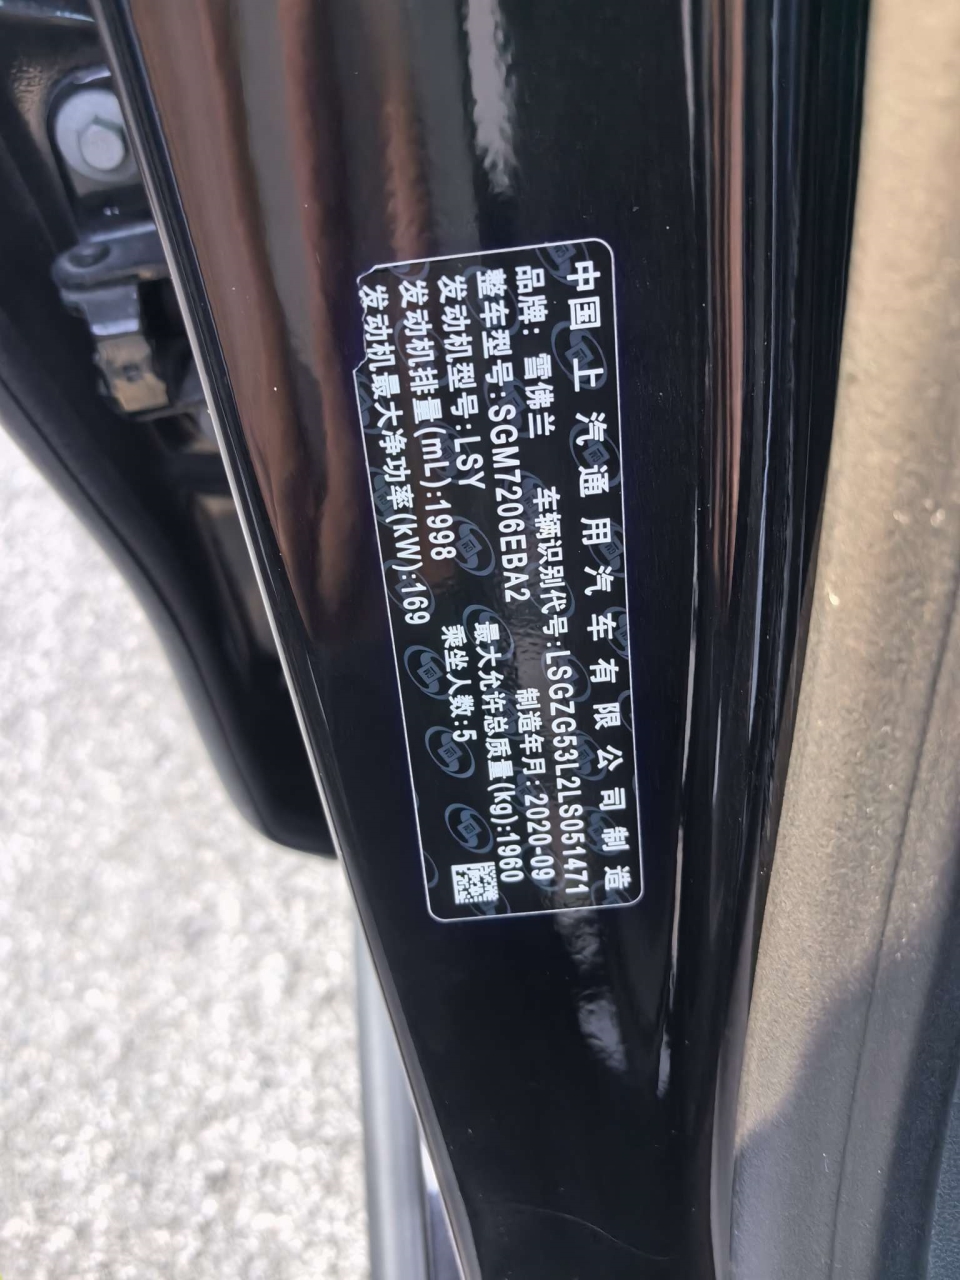 中国 上汽通用汽车有限公司制造
品牌: 雪佛兰 车辆识别代号:LSGZG53L2LS051471
整车型号:SGM7206EBA2 制造年月:2020-09
发动机型号:LSY 最大允许总质量(kg):1960
发动机排量(mL):1998 乘坐人数:5
发动机最大净功率(kW):169